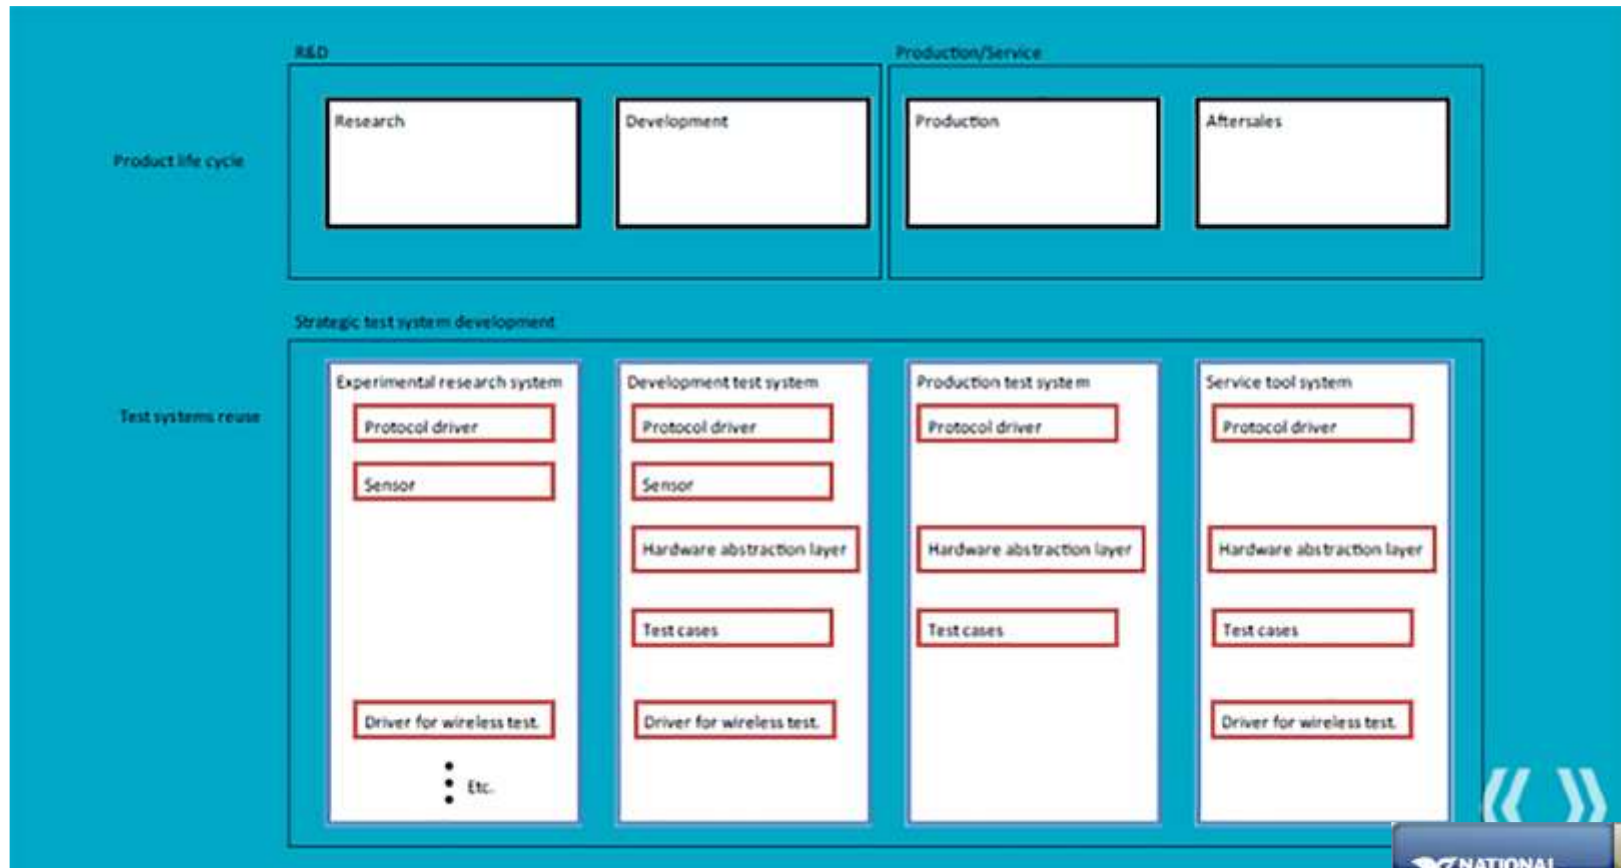 R&D
Production/Service
Research
Development
Production
Aftersales
Product life cycle
Strategic test system development
Experimental research system
Development test system
Production test system
Service tool system
Test systems reuse
Protocol driver
Protocol driver
Protocol driver
Protocol driver
Sensor
Sensor
Hardware abstraction layer
Hardware abstraction layer
Hardware abstraction layer
Test cases
Test cases
Test cases
Driver for wireless test.
Driver for wireless test.
Driver for wireless test.
Etc.
NATIONAL